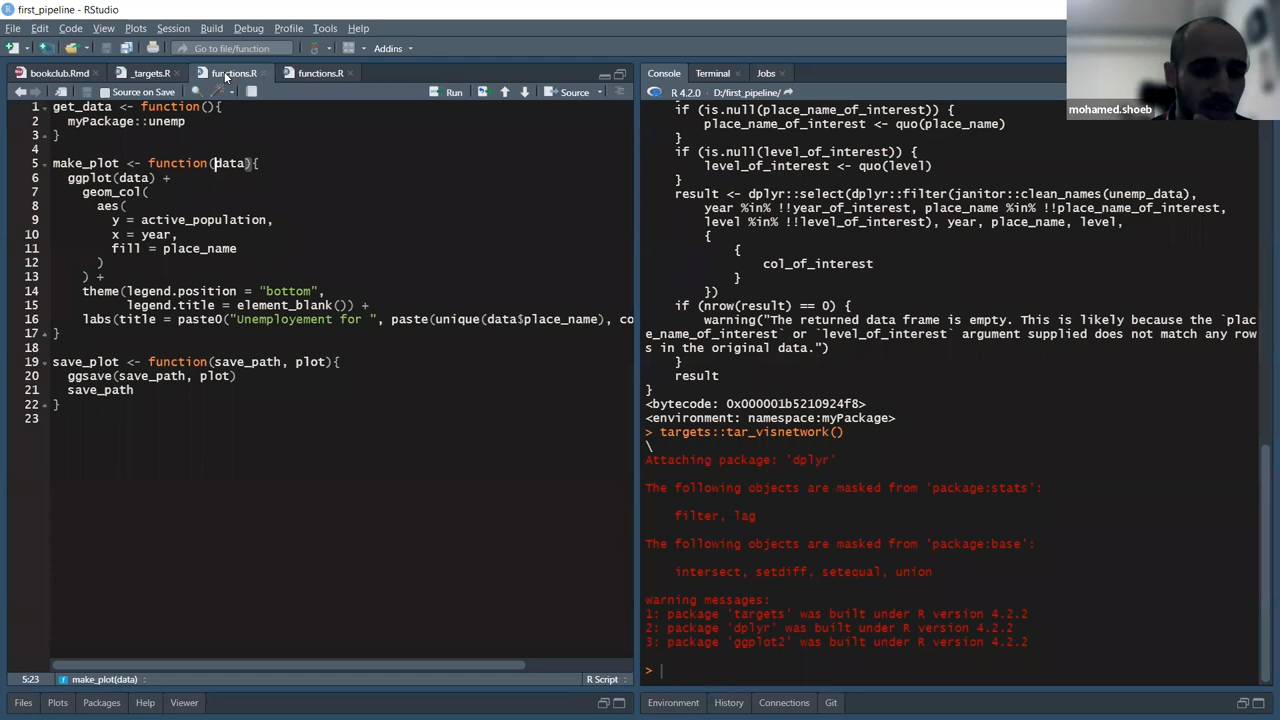 first_pipeline - RStudio
File Edit Code View Plots Session Build Debug Profile Tools Help
Go to file/function
Addins
bookclub.Rmd
_targets.R
functions.R
functions.R
Source on Save
Run
Source
1 get_data <- function(){
2 myPackage::unemp
3 }
4
5 make_plot <- function(data){
6 ggplot(data) +
7 geom_col(
8 aes(
9 y = active_population,
10 x = year,
11 fill = place_name
12 )
13 ) +
14 theme(legend.position = "bottom",
15 legend.title = element_blank()) +
16 labs(title = paste0("Unemployement for ", paste(unique(data$place_name), co
17 }
18
19 save_plot <- function(save_path, plot){
20 ggsave(save_path, plot)
21 save_path
22 }
23
5:23
make_plot(data)
R Script
Files Plots Packages Help Viewer
Console Terminal Jobs
R 4.2.0 D:/first_pipeline/
mohamed.shoeb
if (is.null(place_name_of_interest)) {
place_name_of_interest <- quo(place_name)
}
if (is.null(level_of_interest)) {
level_of_interest <- quo(level)
}
result <- dplyr::select(dplyr::filter(janitor::clean_names(unemp_data),
year %in% !!year_of_interest, place_name %in% !!place_name_of_interest,
level %in% !!level_of_interest), year, place_name, level,
{
{
col_of_interest
}
})
if (nrow(result) == 0) {
warning("The returned data frame is empty. This is likely because the `plac
e_name_of_interest` or `level_of_interest` argument supplied does not match any row
s in the original data.")
}
result
}
<bytecode: 0x000001b5210924f8>
<environment: namespace:myPackage>
> targets::tar_visnetwork()
\
Attaching package: 'dplyr'
The following objects are masked from 'package:stats':
filter, lag
The following objects are masked from 'package:base':
intersect, setdiff, setequal, union
warning messages:
1: package 'targets' was built under R version 4.2.2
2: package 'dplyr' was built under R version 4.2.2
3: package 'ggplot2' was built under R version 4.2.2
>
Environment History Connections Git